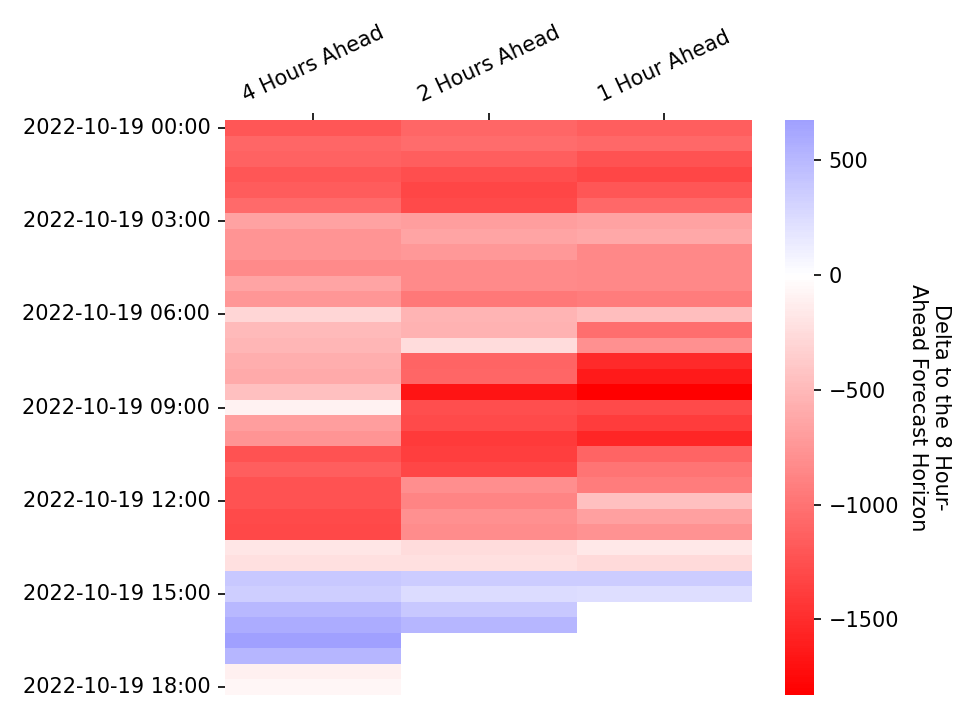 4 Hours Ahead
2 Hours Ahead
1 Hour Ahead
2022-10-19 00:00
2022-10-19 03:00
2022-10-19 06:00
2022-10-19 09:00
2022-10-19 12:00
2022-10-19 15:00
2022-10-19 18:00
500
0
−500
−1000
−1500
Delta to the 8 Hour-
Ahead Forecast Horizon